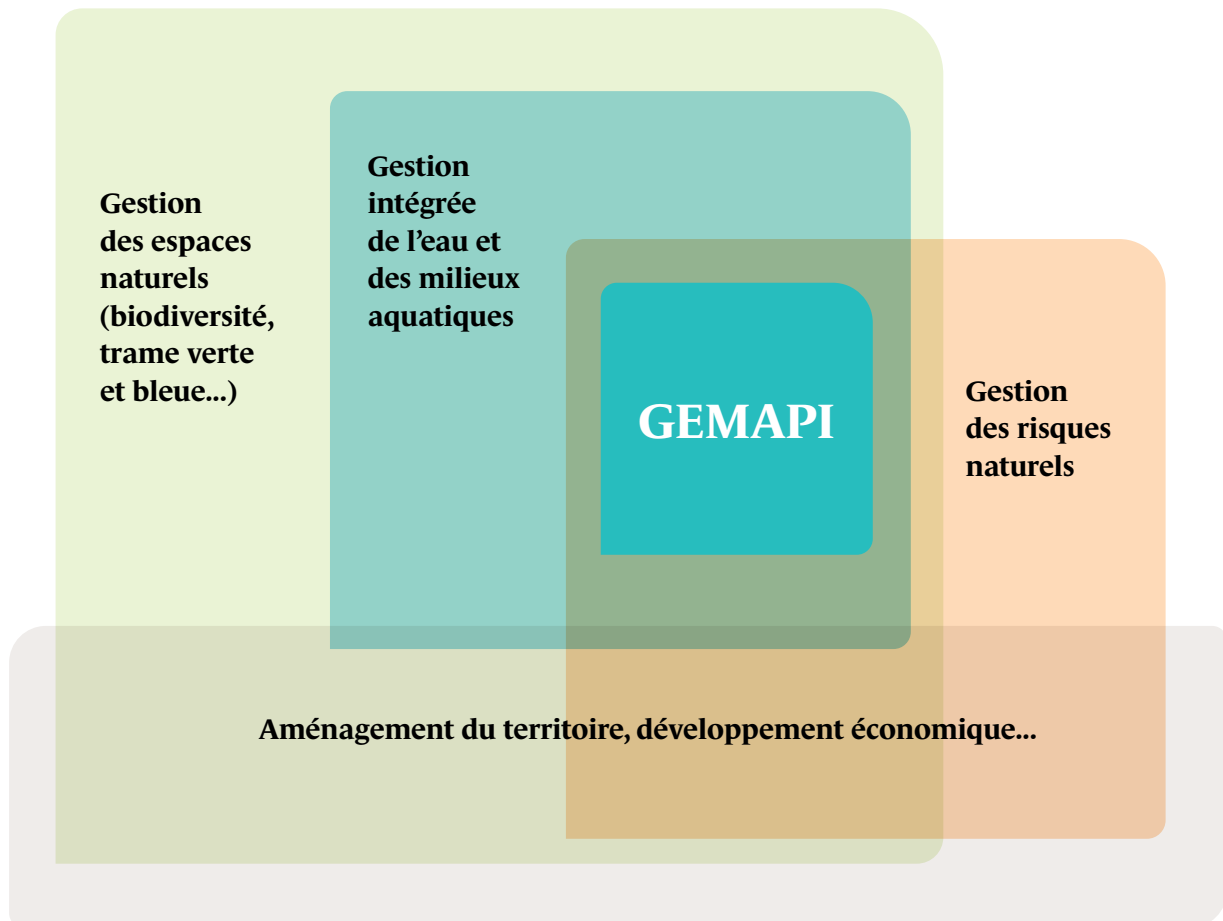 Gestion
des espaces
naturels
(biodiversité,
trame verte
et bleue...)
Gestion
intégrée
de l’eau et
des milieux
aquatiques
GEMAPI
Gestion
des risques
naturels
Aménagement du territoire, développement économique...